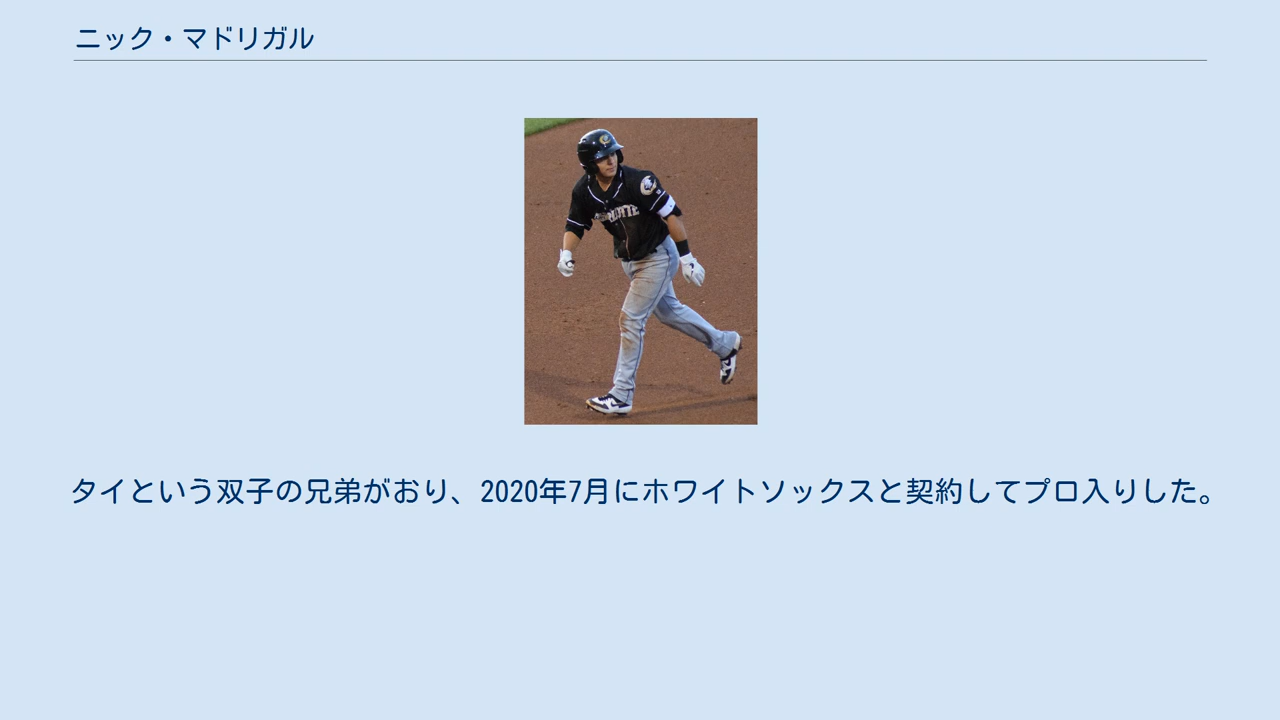 ニック・マドリガル
タイという双子の兄弟がおり、2020年7月にホワイトソックスと契約してプロ入りした。